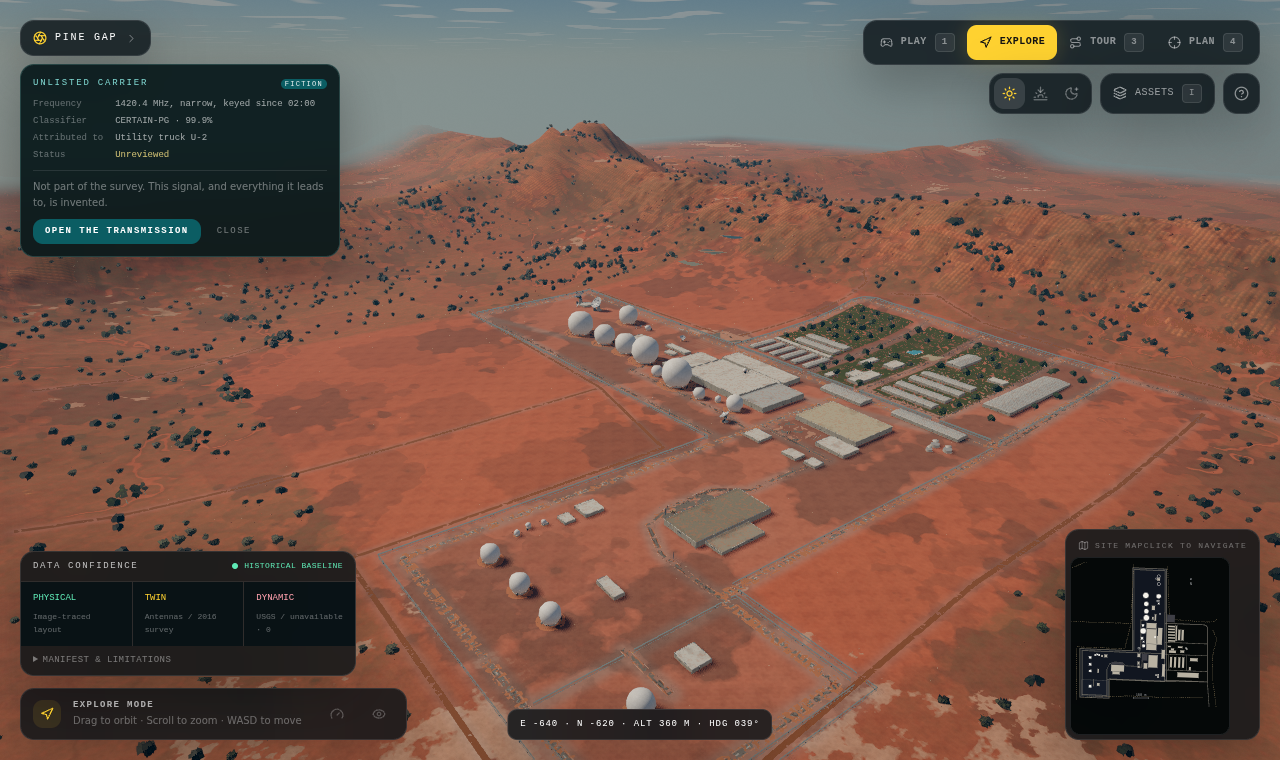 PINE GAP
PLAY 1
EXPLORE
TOUR 3
PLAN 4
ASSETS I
UNLISTED CARRIER FICTION
Frequency 1420.4 MHz, narrow, keyed since 02:00
Classifier CERTAIN-PG · 99.9%
Attributed to Utility truck U-2
Status Unreviewed
Not part of the survey. This signal, and everything it leads
to, is invented.
OPEN THE TRANSMISSION CLOSE
DATA CONFIDENCE HISTORICAL BASELINE
PHYSICAL YTWIN DYNAMIC
Image-traced layout
Antennas / 2016 survey
USGS / unavailable · 0
MANIFEST & LIMITATIONS
EXPLORE MODE
Drag to orbit · Scroll to zoom · WASD to move
E -640 · N -620 · ALT 360 M · HDG 039°
SITE MAP CLICK TO NAVIGATE